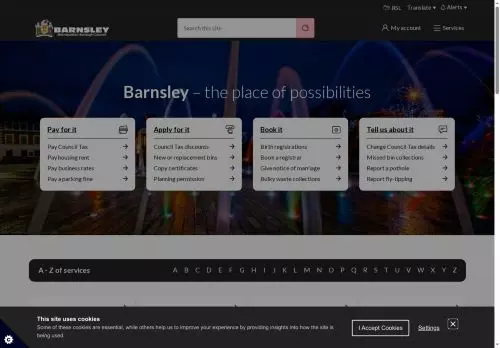 BSL Translate Alerts
BARNSLEY
Metropolitan Borough Council
Search this site
My account Services
Barnsley – the place of possibilities
Pay for it
Pay Council Tax
Pay housing rent
Pay business rates
Pay a parking fine
Apply for it
Council Tax discounts
New or replacement bins
Copy certificates
Planning permission
Book it
Birth registrations
Book a registrar
Give notice of marriage
Bulky waste collections
Tell us about it
Change Council Tax details
Missed bin collections
Report a pothole
Report fly-tipping
A - Z of services A B C D E F G H I J K L M N O P Q R S T U V W X Y Z
This site uses cookies
Some of these cookies are essential, while others help us to improve your experience by providing insights into how the site is
being used.
I Accept Cookies Settings